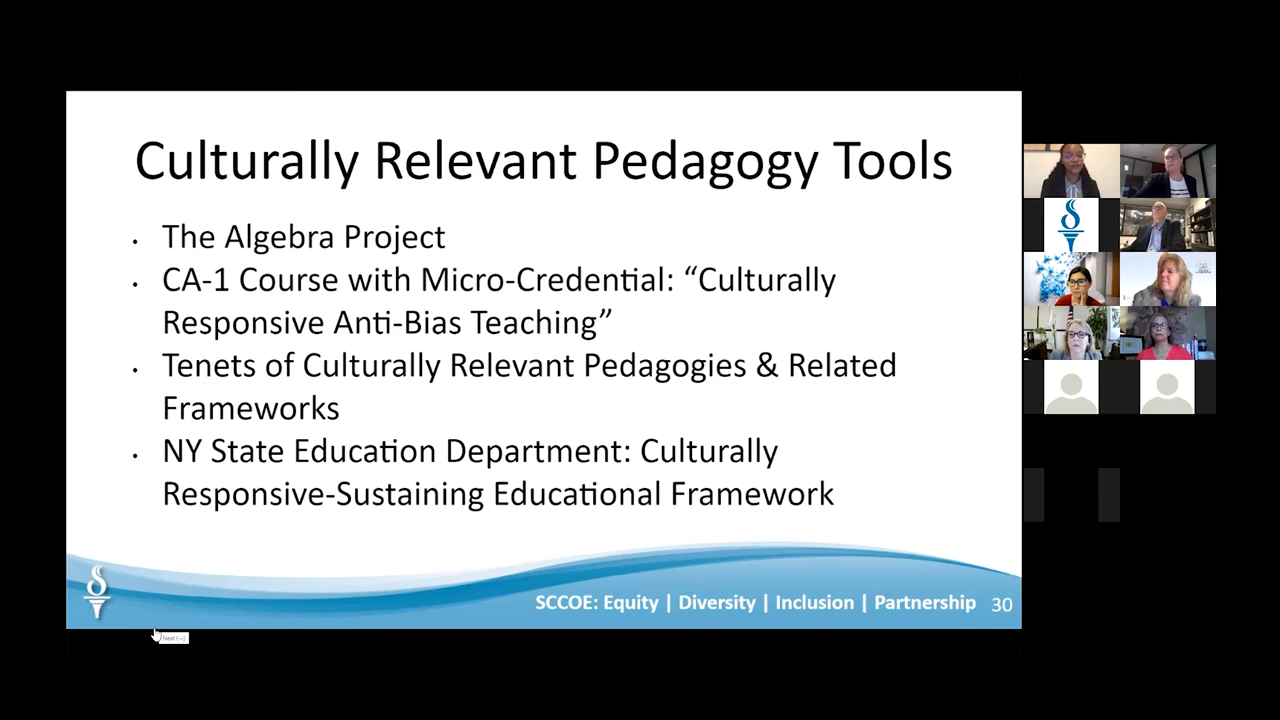 Culturally Relevant Pedagogy Tools
• The Algebra Project
• CA-1 Course with Micro-Credential: “Culturally
Responsive Anti-Bias Teaching”
• Tenets of Culturally Relevant Pedagogies & Related
Frameworks
• NY State Education Department: Culturally
Responsive-Sustaining Educational Framework
SCCOE: Equity | Diversity | Inclusion | Partnership 30
Next (→)